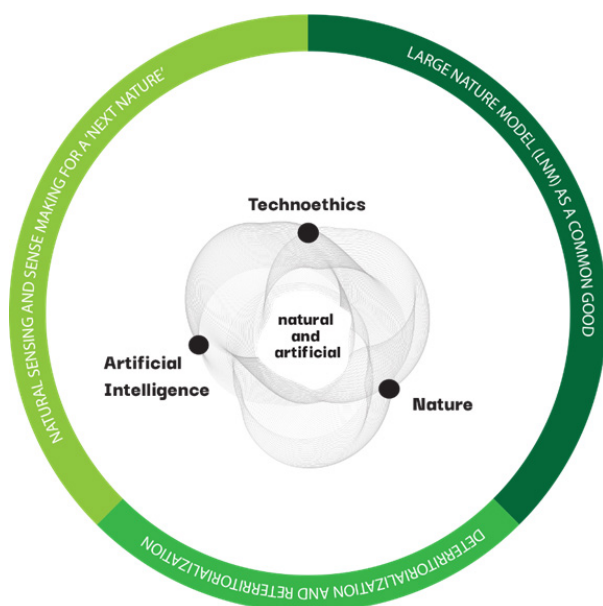 NATURAL SENSING AND SENSE MAKING FOR A 'NEXT NATURE'
LARGE NATURE MODEL (LNM) AS A COMMON GOOD
Technoethics
natural
and
artificial
Artificial
Intelligence
Nature
DETERRITORIALIZATION AND RETERRITORIALIZATION